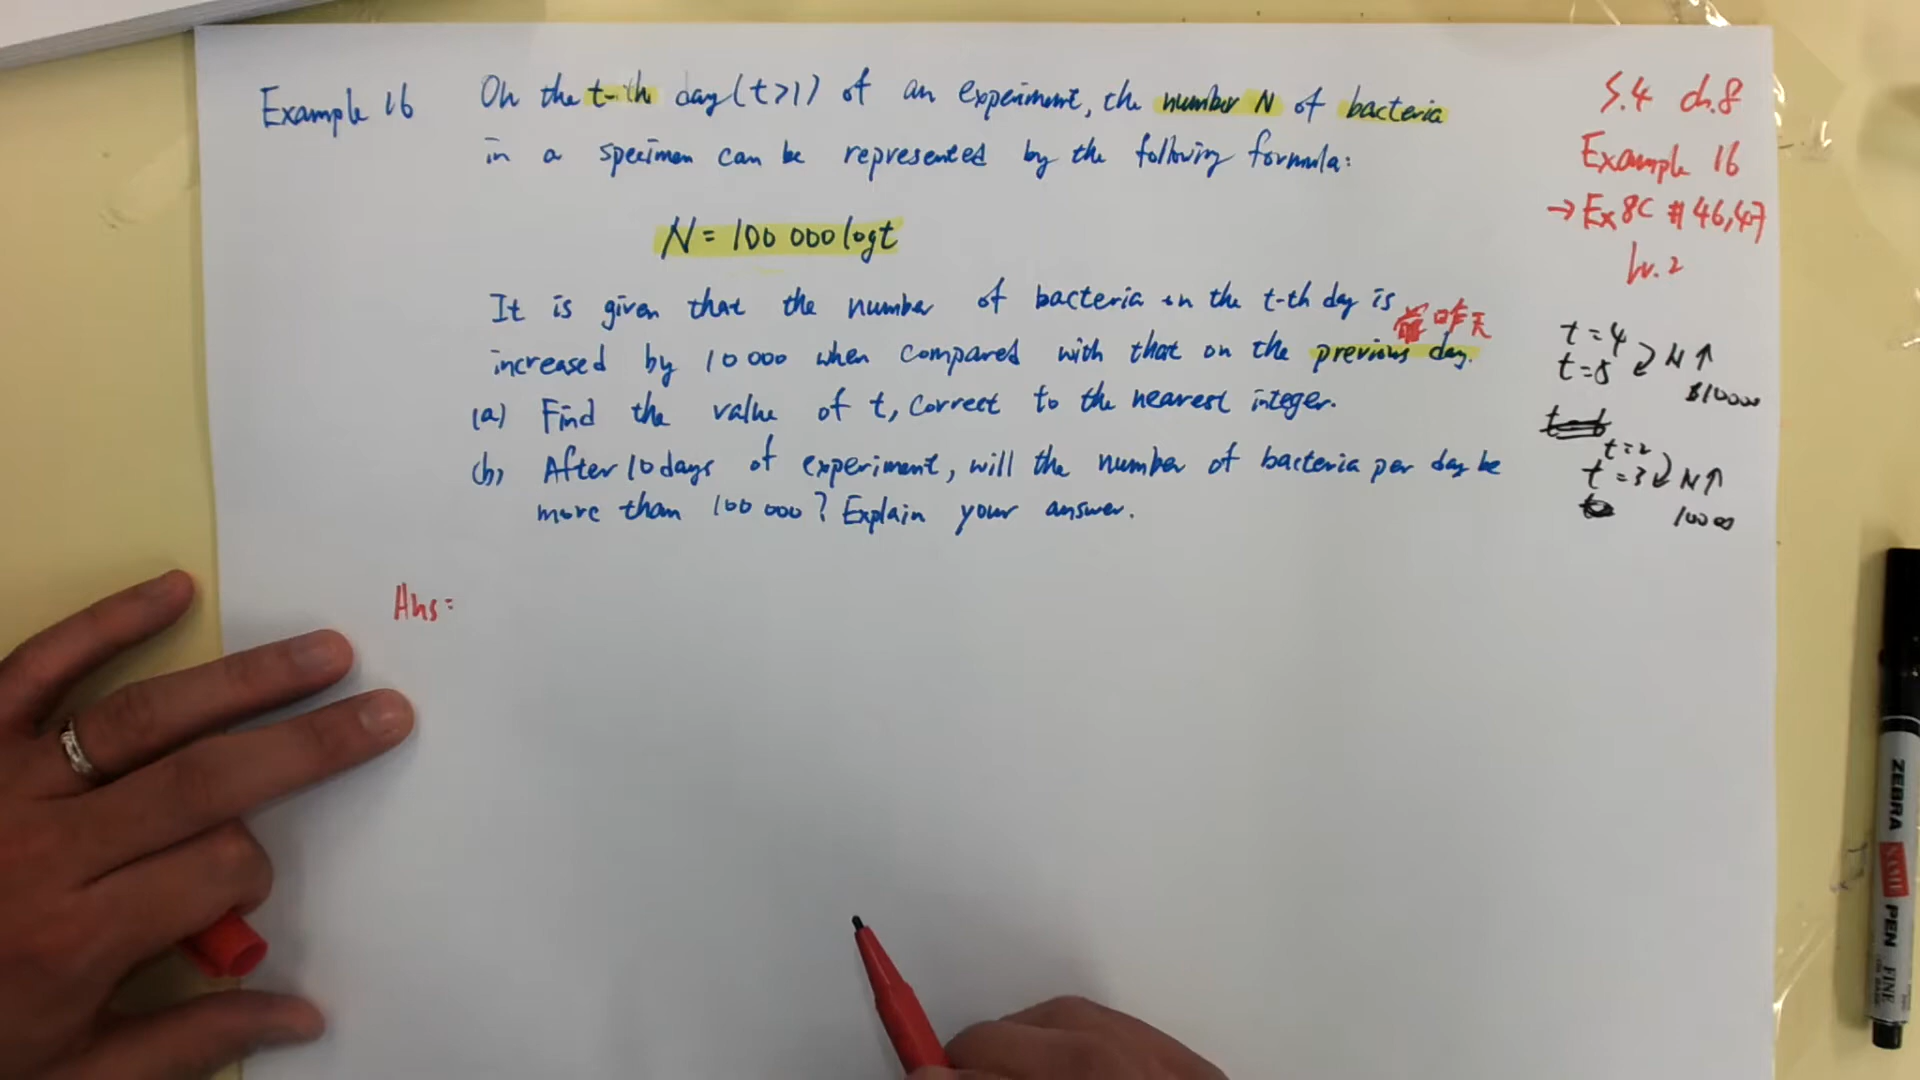 Example 16
On the t-th day (t>1) of an experiment, the number N of bacteria
in a specimen can be represented by the following formula:
N = 100 000 log t
It is given that the number of bacteria on the t-th day is
昨天
increased by 10 000 when compared with that on the previous day.
(a) Find the value of t, correct to the nearest integer.
(b) After 10 days of experiment, will the number of bacteria per day be
more than 100 000? Explain your answer.
Ans:
S.4 ch.8
Example 16
→ Ex 8C # 46,47
Lv.2
t=4
t=5
N↑
10000
t=2
t=3
N↑
ZEBRA
PEN
FINE